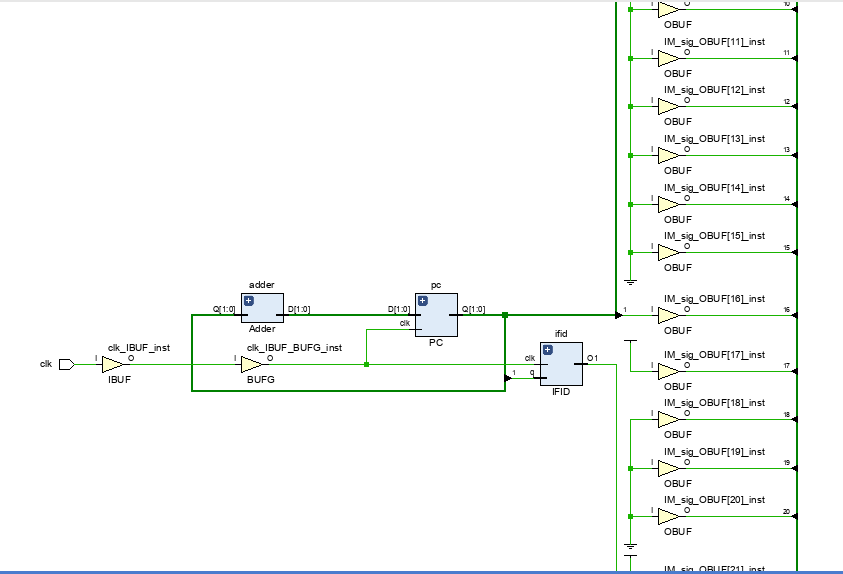 10
OBUF
IM_sig_OBUF[11]_inst
I O 11
OBUF
IM_sig_OBUF[12]_inst
I O 12
OBUF
IM_sig_OBUF[13]_inst
I O 13
OBUF
IM_sig_OBUF[14]_inst
I O 14
OBUF
IM_sig_OBUF[15]_inst
I O 15
OBUF
adder
Q[1:0] D[1:0]
Adder
pc
D[1:0] Q[1:0]
clk
PC
IM_sig_OBUF[16]_inst
1 I O 16
OBUF
clk
clk_IBUF_inst
I O
IBUF
clk_IBUF_BUFG_inst
I O
BUFG
ifid
clk O1
1 q
IFID
IM_sig_OBUF[17]_inst
I O 17
OBUF
IM_sig_OBUF[18]_inst
I O 18
OBUF
IM_sig_OBUF[19]_inst
I O 19
OBUF
IM_sig_OBUF[20]_inst
I O 20
OBUF
IM_sig_OBUF[21]_inst